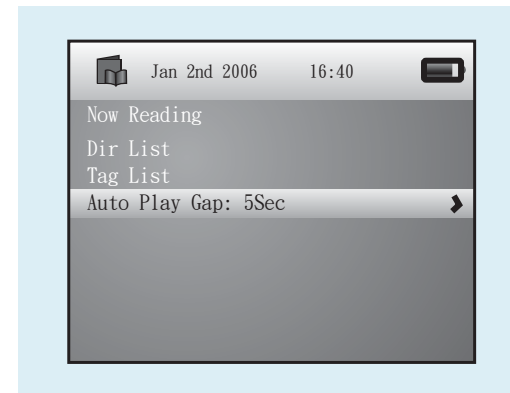 Jan 2nd 2006 16:40
Now Reading
Dir List
Tag List
Auto Play Gap: 5Sec